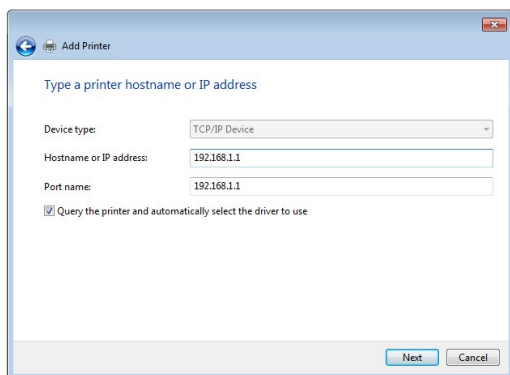 Add Printer
Type a printer hostname or IP address
Device type: TCP/IP Device
Hostname or IP address: 192.168.1.1
Port name: 192.168.1.1
Query the printer and automatically select the driver to use
Next Cancel